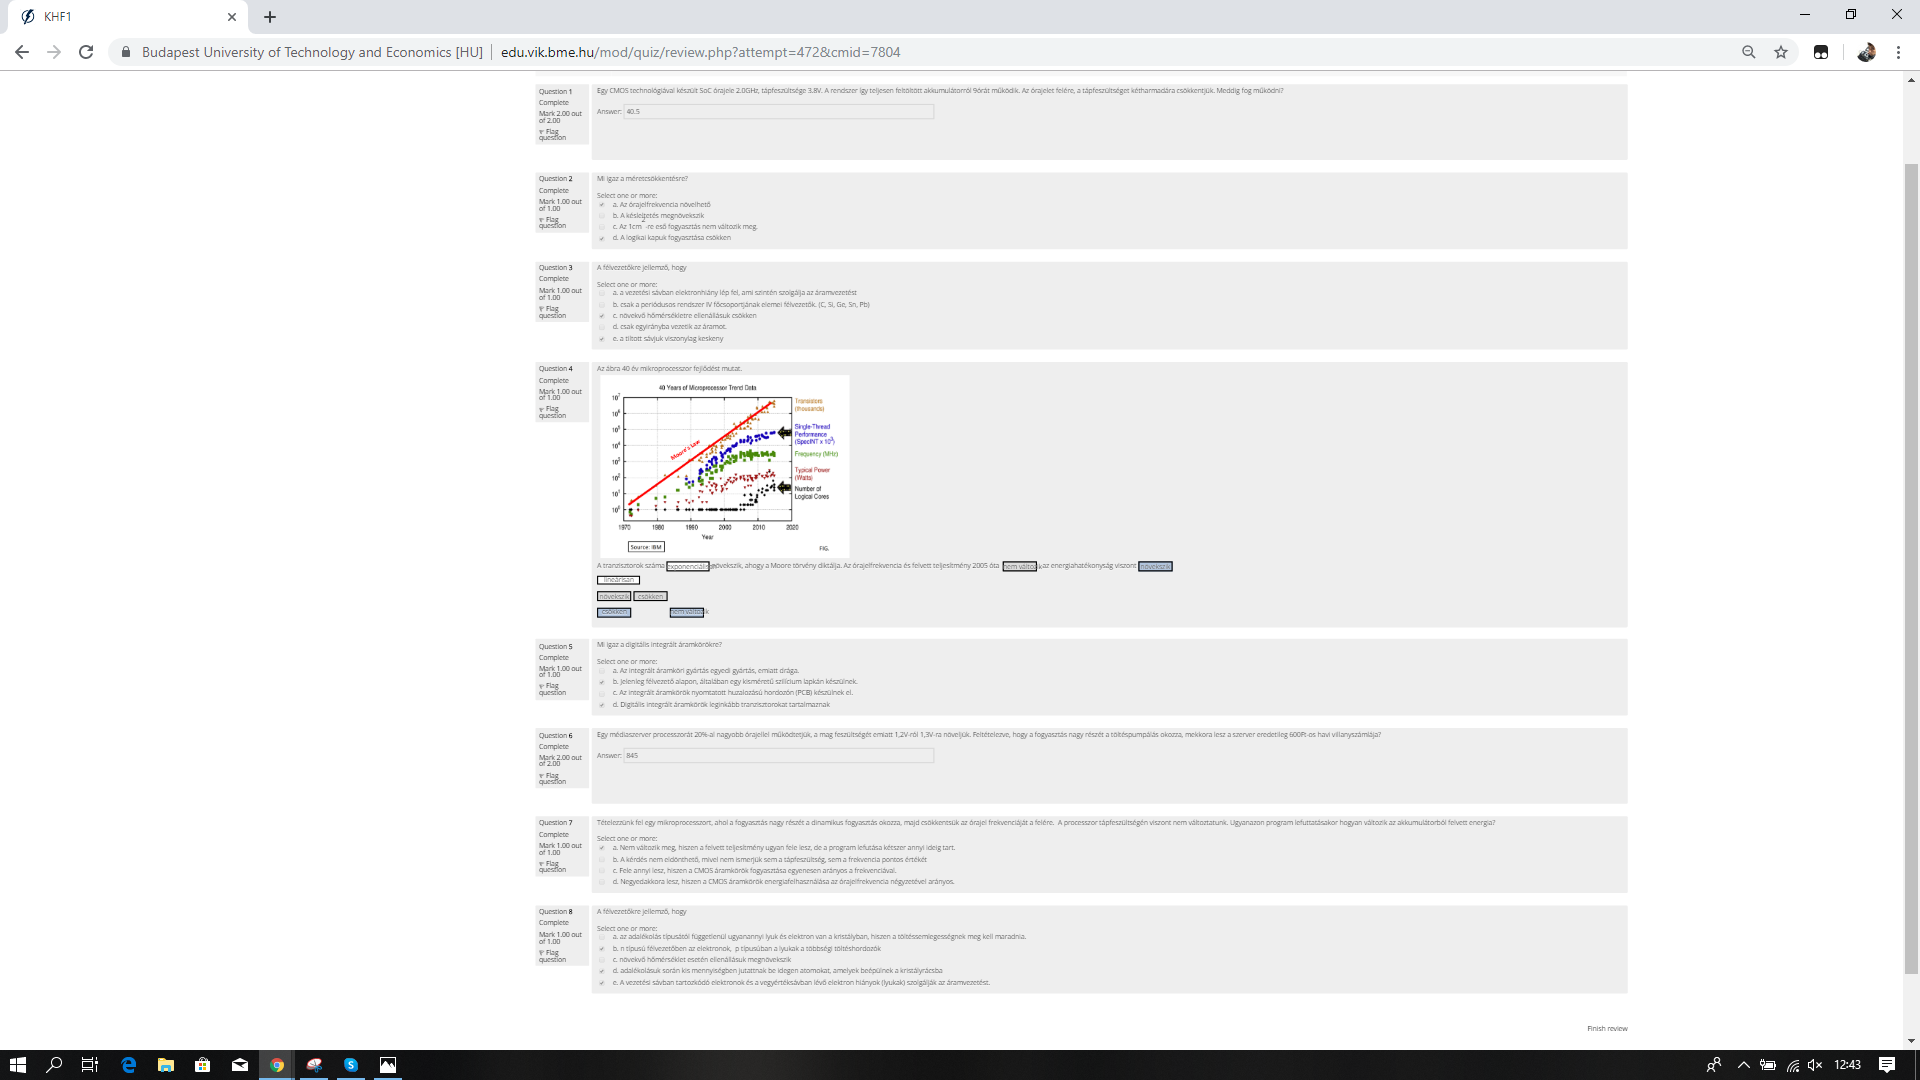 KHF1
Budapest University of Technology and Economics [HU] | edu.vik.bme.hu/mod/quiz/review.php?attempt=472&cmid=7804
Question 1
Complete
Mark 2.00 out of 2.00
Flag question
Egy CMOS technológiával készült SoC órajele 2.0GHz, tápfeszültsége 3.8V. A rendszer így teljesen feltöltött akkumulátorról 9órát működik. Az órajelet felére, a tápfeszültséget kétharmadára csökkentjük. Meddig fog működni?
Answer: 40.5
Question 2
Complete
Mark 1.00 out of 1.00
Flag question
Mi igaz a méretcsökkentésre?
Select one or more:
a. Az órajelfrekvencia növelhető
b. A késleltetés megnövekszik
c. Az 1cm2-re eső fogyasztás nem változik meg.
d. A logikai kapuk fogyasztása csökken
Question 3
Complete
Mark 1.00 out of 1.00
Flag question
A félvezetőkre jellemző, hogy
Select one or more:
a. a vezetési sávban elektronhiány lép fel, ami szintén szolgálja az áramvezetést
b. csak a periódusos rendszer IV főcsoportjának elemei félvezetők. (C, Si, Ge, Sn, Pb)
c. növekvő hőmérsékletre ellenállásuk csökken
d. csak egyirányba vezetik az áramot.
e. a tiltott sávjuk viszonylag keskeny
Question 4
Complete
Mark 1.00 out of 1.00
Flag question
Az ábra 40 év mikroprocesszor fejlődést mutat.
40 Years of Microprocessor Trend Data
10^7
10^6
10^5
10^4
10^3
10^2
10^1
10^0
Moore's Law
Transistors (thousands)
Single-Thread Performance (SpecINT x 10^3)
Frequency (MHz)
Typical Power (Watts)
Number of Logical Cores
1970 1980 1990 2000 2010 2020
Year
Source: IBM
FIG.
A tranzisztorok száma exponenciálisan növekszik, ahogy a Moore törvény diktálja. Az órajelfrekvencia és felvett teljesítmény 2005 óta nem változik, az energiahatékonyság viszont növekszik
lineárisan
növekszik csökken
csökken nem változik
Question 5
Complete
Mark 1.00 out of 1.00
Flag question
Mi igaz a digitális integrált áramkörökre?
Select one or more:
a. Az integrált áramköri gyártás egyedi gyártás, emiatt drága.
b. Jelenleg félvezető alapon, általában egy kisméretű szilícium lapkán készülnek.
c. Az integrált áramkörök nyomtatott huzalozású hordozón (PCB) készülnek el.
d. Digitális integrált áramkörök leginkább tranzisztorokat tartalmaznak
Question 6
Complete
Mark 2.00 out of 2.00
Flag question
Egy médiaszerver processzorát 20%-al nagyobb órajellel működtetjük, a mag feszültségét emiatt 1,2V-ról 1,3V-ra növeljük. Feltételezve, hogy a fogyasztás nagy részét a töltéspumpálás okozza, mekkora lesz a szerver eredetileg 600Ft-os havi villanyszámlája?
Answer: 845
Question 7
Complete
Mark 1.00 out of 1.00
Flag question
Tételezzünk fel egy mikroprocesszort, ahol a fogyasztás nagy részét a dinamikus fogyasztás okozza, majd csökkentsük az órajel frekvenciáját a felére. A processzor tápfeszültségén viszont nem változtatunk. Ugyanazon program lefuttatásakor hogyan változik az akkumulátorból felvett energia?
Select one or more:
a. Nem változik meg, hiszen a felvett teljesítmény ugyan fele lesz, de a program lefutása kétszer annyi ideig tart.
b. A kérdés nem eldönthető, mivel nem ismerjük sem a tápfeszültség, sem a frekvencia pontos értékét
c. Fele annyi lesz, hiszen a CMOS áramkörök fogyasztása egyenesen arányos a frekvenciával.
d. Negyedakkora lesz, hiszen a CMOS áramkörök energiafelhasználása az órajelfrekvencia négyzetével arányos.
Question 8
Complete
Mark 1.00 out of 1.00
Flag question
A félvezetőkre jellemző, hogy
Select one or more:
a. az adalékolás típusától függetlenül ugyanannyi lyuk és elektron van a kristályban, hiszen a töltéssemlegességnek meg kell maradnia.
b. n típusú félvezetőben az elektronok, p típusúban a lyukak a többségi töltéshordozók
c. növekvő hőmérséklet esetén ellenállásuk megnövekszik
d. adalékolásuk során kis mennyiségben jutattnak be idegen atomokat, amelyek beépülnek a kristályrácsba
e. A vezetési sávban tartozkódó elektronok és a vegyértéksávban lévő elektron hiányok (lyukak) szolgálják az áramvezetést.
Finish review
12:43